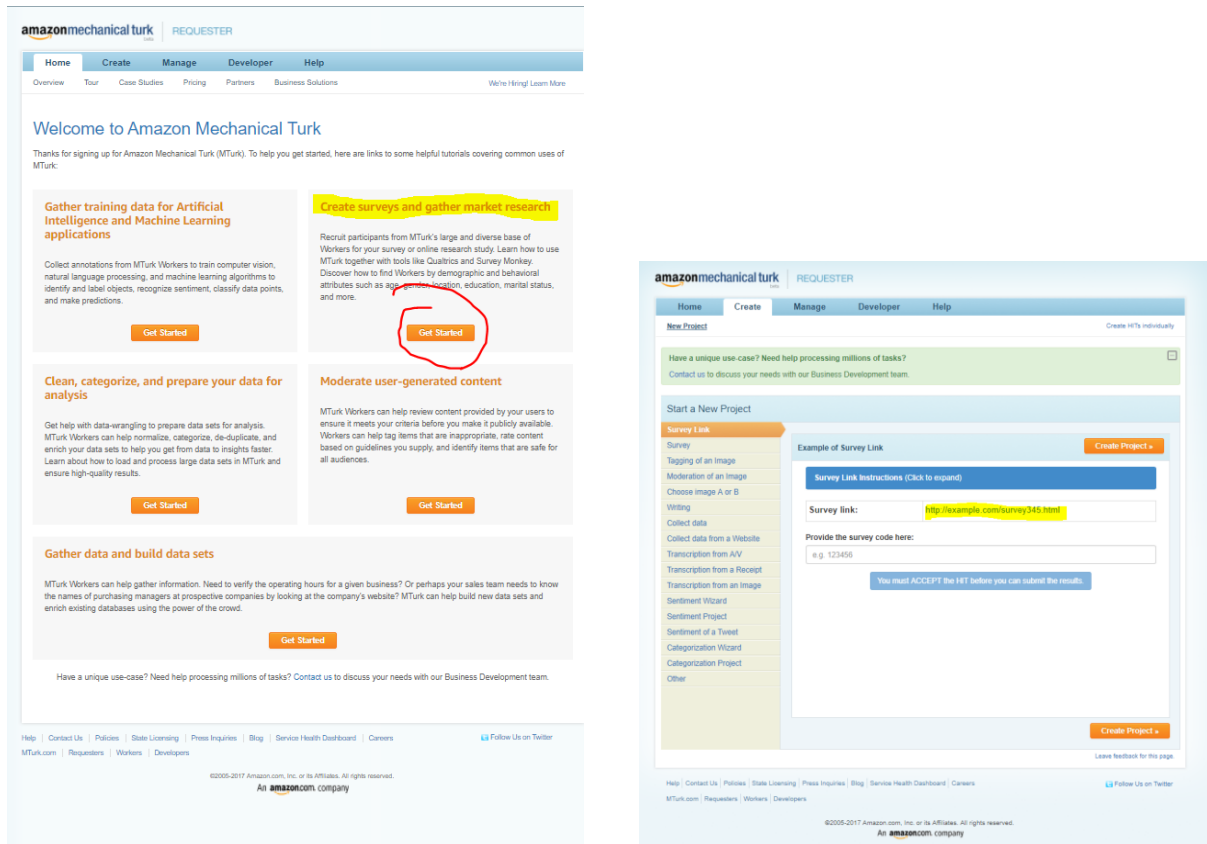 amazonmechanical turk
beta
REQUESTER
Home Create Manage Developer Help
Overview Tour Case Studies Pricing Partners Business Solutions We're Hiring! Learn More
Welcome to Amazon Mechanical Turk
Thanks for signing up for Amazon Mechanical Turk (MTurk). To help you get started, here are links to some helpful tutorials covering common uses of
MTurk:
Gather training data for Artificial
Intelligence and Machine Learning
applications
Collect annotations from MTurk Workers to train computer vision,
natural language processing, and machine learning algorithms to
identify and label objects, recognize sentiment, classify data points,
and make predictions.
Get Started
Create surveys and gather market research
Recruit participants from MTurk's large and diverse base of
Workers for your survey or online research study. Learn how to use
MTurk together with tools like Qualtrics and Survey Monkey.
Discover how to find Workers by demographic and behavioral
attributes such as age, gender, location, education, marital status,
and more.
Get Started
Clean, categorize, and prepare your data for
analysis
Get help with data-wrangling to prepare data sets for analysis.
MTurk Workers can help normalize, categorize, de-duplicate, and
enrich your data sets to help you get from data to insights faster.
Learn about how to load and process large data sets in MTurk and
ensure high-quality results.
Get Started
Moderate user-generated content
MTurk Workers can help review content provided by your users to
ensure it meets your criteria before you make it publicly available.
Workers can help tag items that are inappropriate, rate content
based on guidelines you supply, and identify items that are safe for
all audiences.
Get Started
Gather data and build data sets
MTurk Workers can help gather information. Need to verify the operating hours for a given business? Or perhaps your sales team needs to know
the names of purchasing managers at prospective companies by looking at the company's website? MTurk can help build new data sets and
enrich existing databases using the power of the crowd.
Get Started
Have a unique use-case? Need help processing millions of tasks? Contact us to discuss your needs with our Business Development team.
Help | Contact Us | Policies | State Licensing | Press Inquiries | Blog | Service Health Dashboard | Careers
Follow Us on Twitter
MTurk.com | Requesters | Workers | Developers
©2005-2017 Amazon.com, Inc. or its Affiliates. All rights reserved.
An amazon.com. company
amazonmechanical turk
beta
REQUESTER
Home Create Manage Developer Help
New Project Create HITs individually
Have a unique use-case? Need help processing millions of tasks?
Contact us to discuss your needs with our Business Development team.
Start a New Project
Survey Link
Survey
Tagging of an Image
Moderation of an Image
Choose image A or B
Writing
Collect data
Collect data from a Website
Transcription from A/V
Transcription from a Receipt
Transcription from an Image
Sentiment Wizard
Sentiment Project
Sentiment of a Tweet
Categorization Wizard
Categorization Project
Other
Example of Survey Link
Create Project »
Survey Link Instructions (Click to expand)
Survey link: http://example.com/survey345.html
Provide the survey code here:
e.g. 123456
You must ACCEPT the HIT before you can submit the results.
Create Project »
Leave feedback for this page.
Help | Contact Us | Policies | State Licensing | Press Inquiries | Blog | Service Health Dashboard | Careers
Follow Us on Twitter
MTurk.com | Requesters | Workers | Developers
©2005-2017 Amazon.com, Inc. or its Affiliates. All rights reserved.
An amazon.com. company